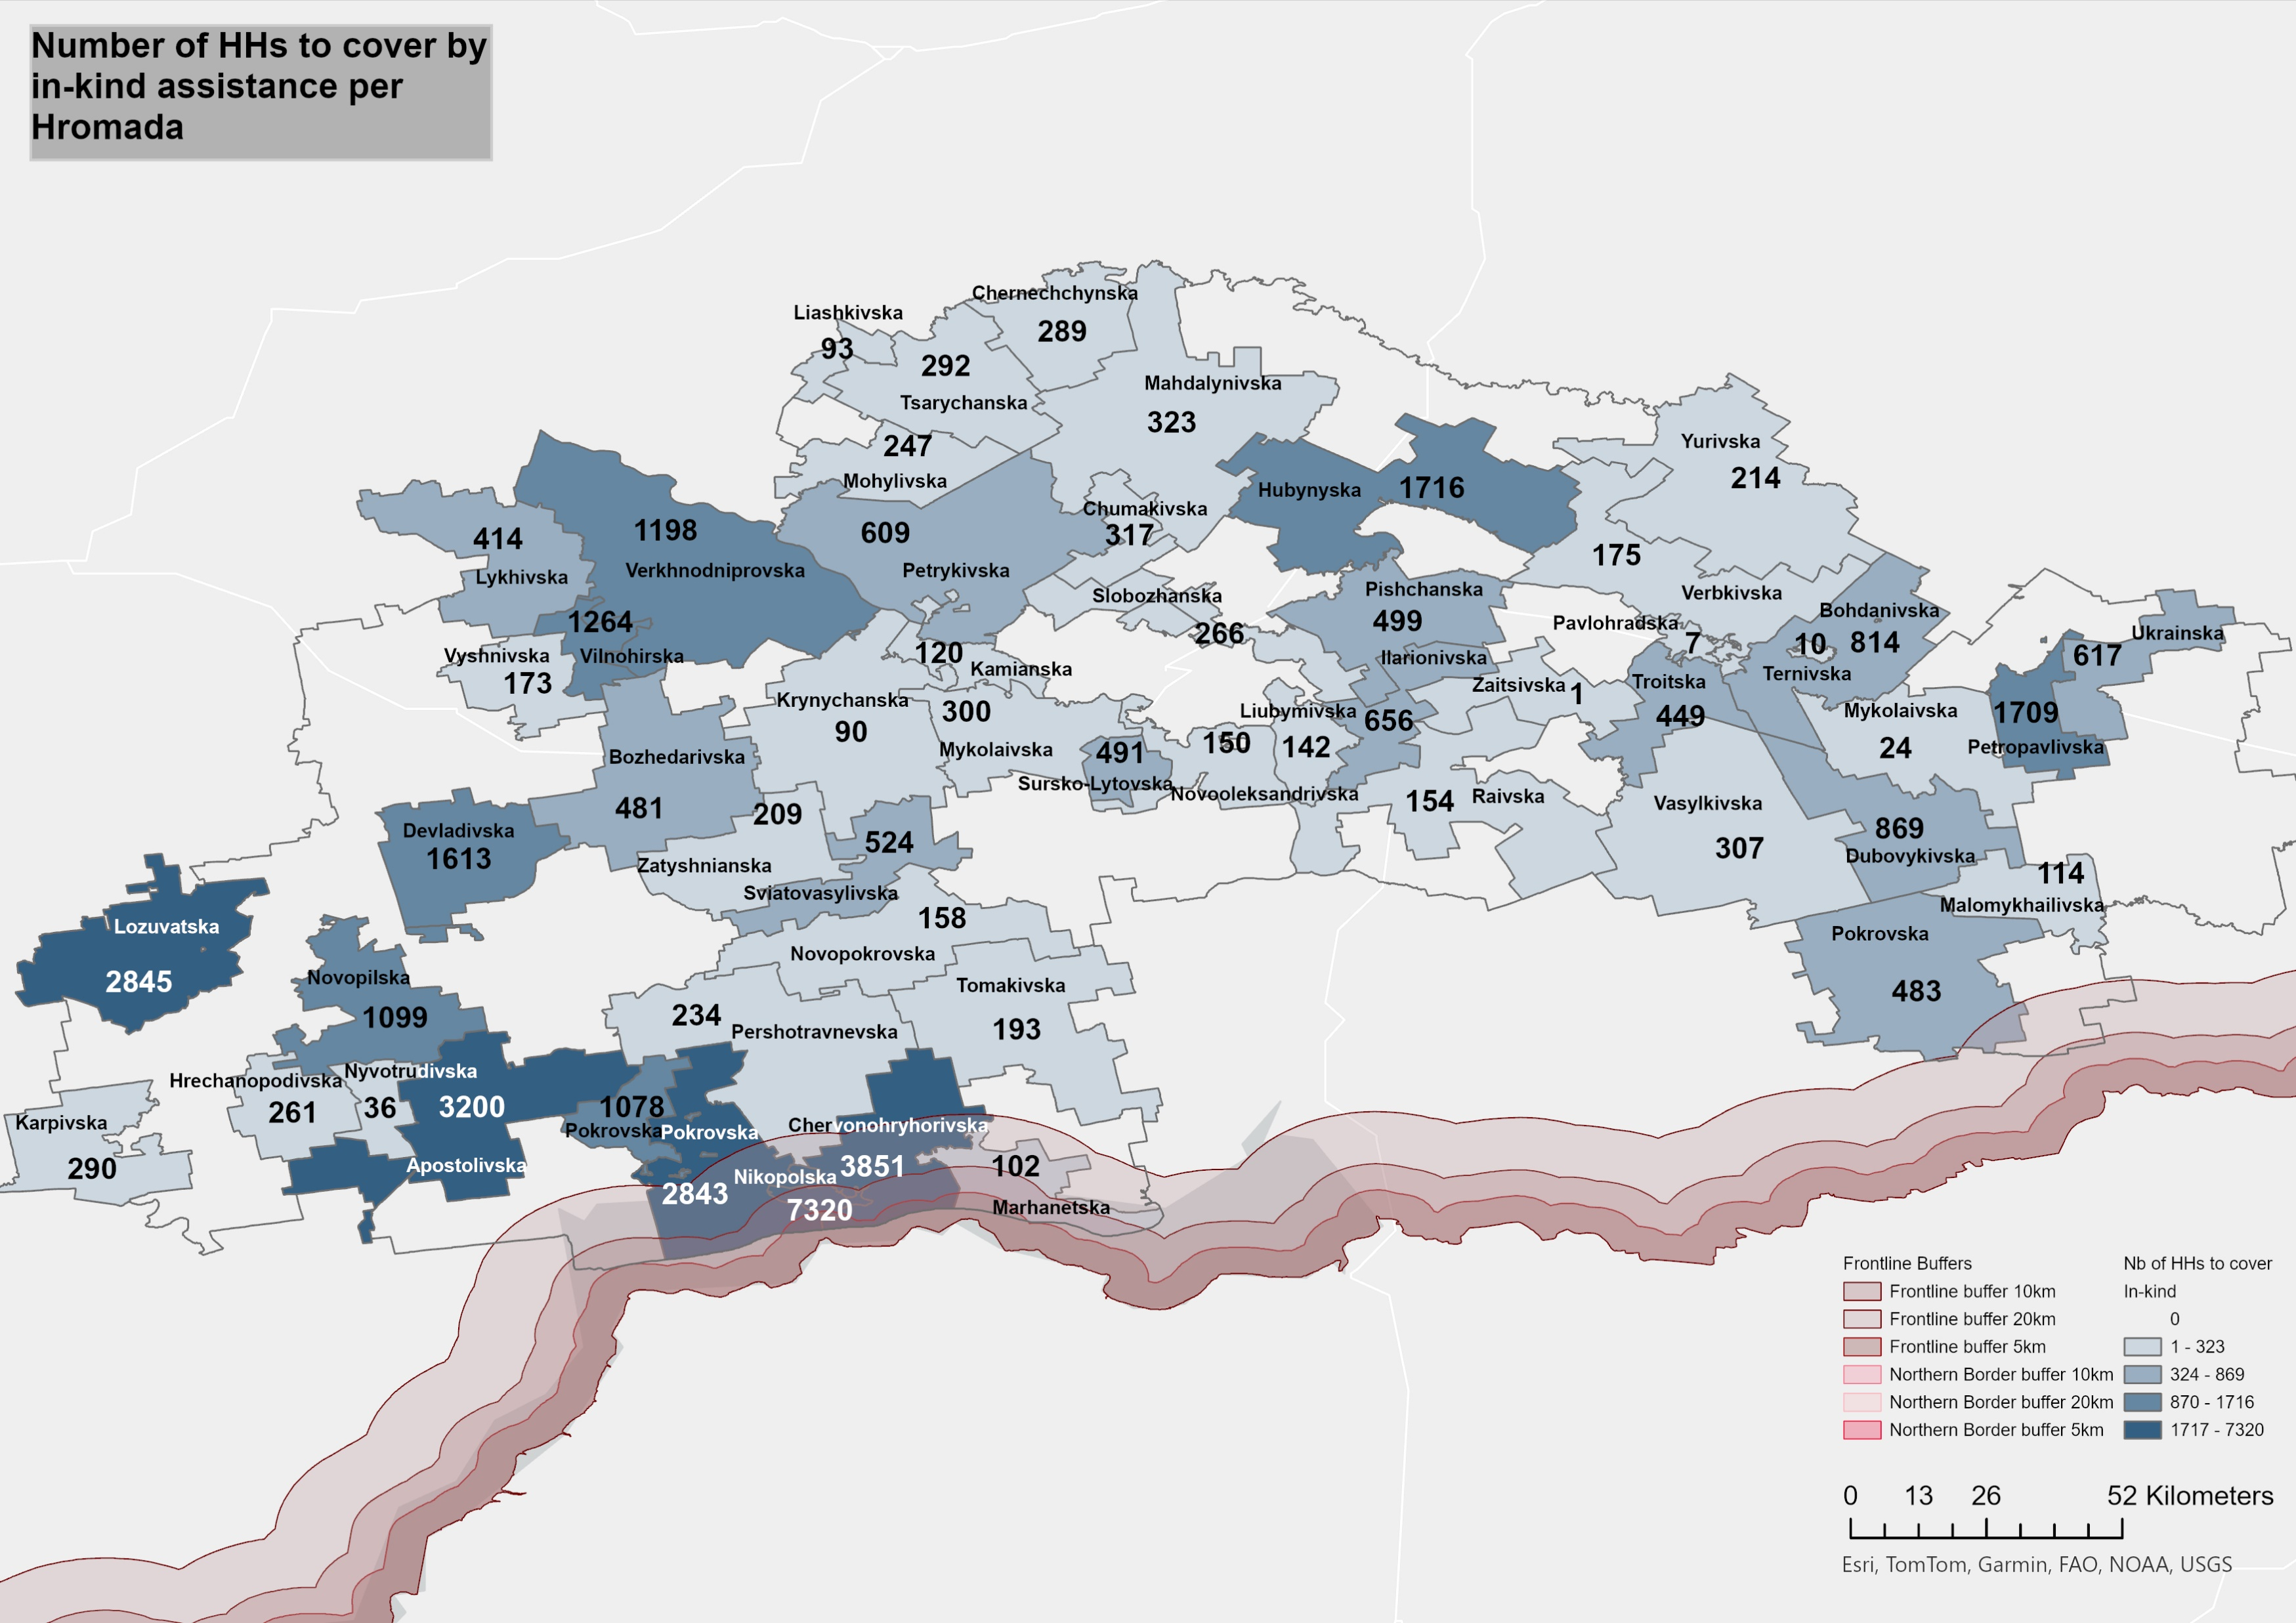 Number of HHs to cover by
in-kind assistance per
Hromada
Chernechchynska
289
Liashkivska
93
292
Tsarychanska
Mahdalynivska
323
247
Mohylivska
Yurivska
214
Hubynyska
1716
Chumakivska
317
414
Lykhivska
1198
Verkhnodniprovska
609
Petrykivska
175
Verbkivska
Slobozhanska
266
Pishchanska
499
Pavlohradska
7
Bohdanivska
10
814
Ternivska
Ukrainska
617
1264
Vilnohirska
Vyshnivska
173
120
Kamianska
Ilarionivska
Zaitsivska
1
Troitska
449
Krynychanska
90
300
Mykolaivska
Liubymivska
656
Mykolaivska
24
1709
Petropavlivska
Bozhedarivska
481
209
Zatyshnianska
491
Sursko-Lytovska
150
142
Novooleksandrivska
154
Raivska
Vasylkivska
307
869
Dubovykivska
Devladivska
1613
524
Sviatovasylivska
114
Malomykhailivska
Lozuvatska
2845
158
Novopokrovska
Pokrovska
483
Novopilska
1099
234
Pershotravnevska
Tomakivska
193
Hrechanopodivska
261
Nyvotrudivska
36
3200
Apostolivska
1078
Pokrovska
Pokrovska
2843
Chervonohryhorivska
3851
Nikopolska
7320
102
Marhanetska
Karpivska
290
Frontline Buffers
Frontline buffer 10km
Frontline buffer 20km
Frontline buffer 5km
Northern Border buffer 10km
Northern Border buffer 20km
Northern Border buffer 5km
Nb of HHs to cover
In-kind
0
1 - 323
324 - 869
870 - 1716
1717 - 7320
0 13 26 52 Kilometers
Esri, TomTom, Garmin, FAO, NOAA, USGS